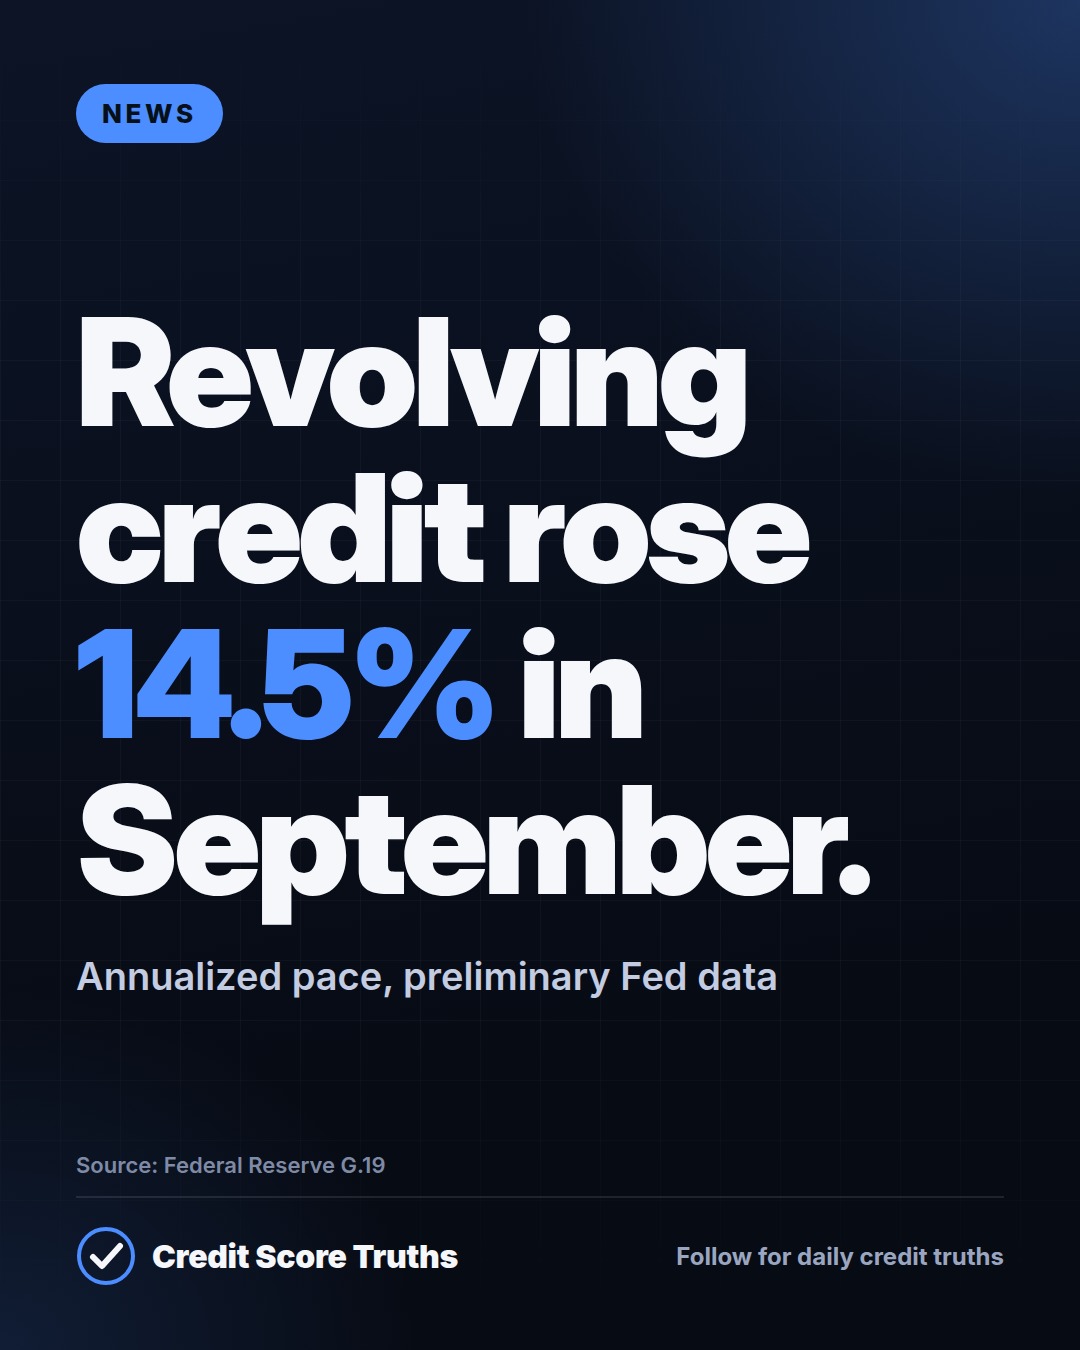 NEWS
Revolving
credit rose
14.5% in
September.
Annualized pace, preliminary Fed data
Source: Federal Reserve G.19
Credit Score Truths
Follow for daily credit truths